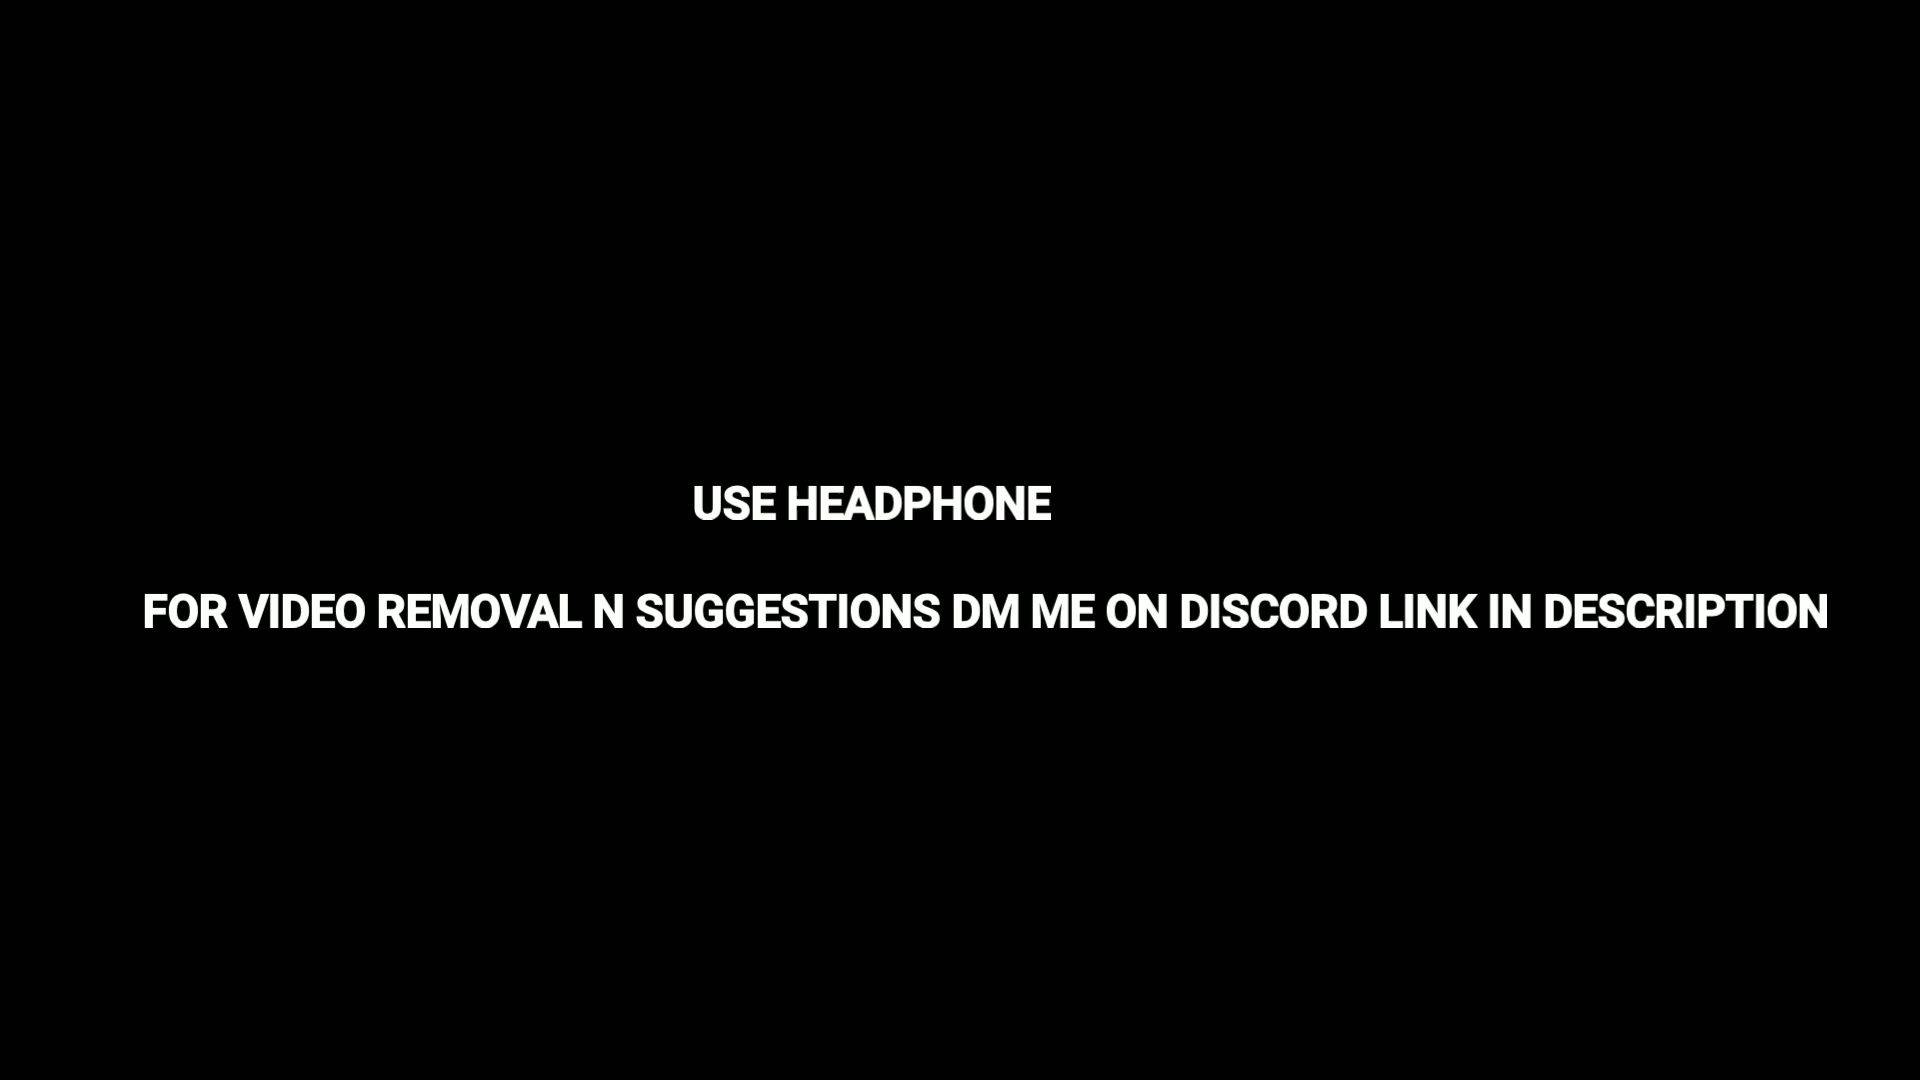 USE HEADPHONE
FOR VIDEO REMOVAL N SUGGESTIONS DM ME ON DISCORD LINK IN DESCRIPTION